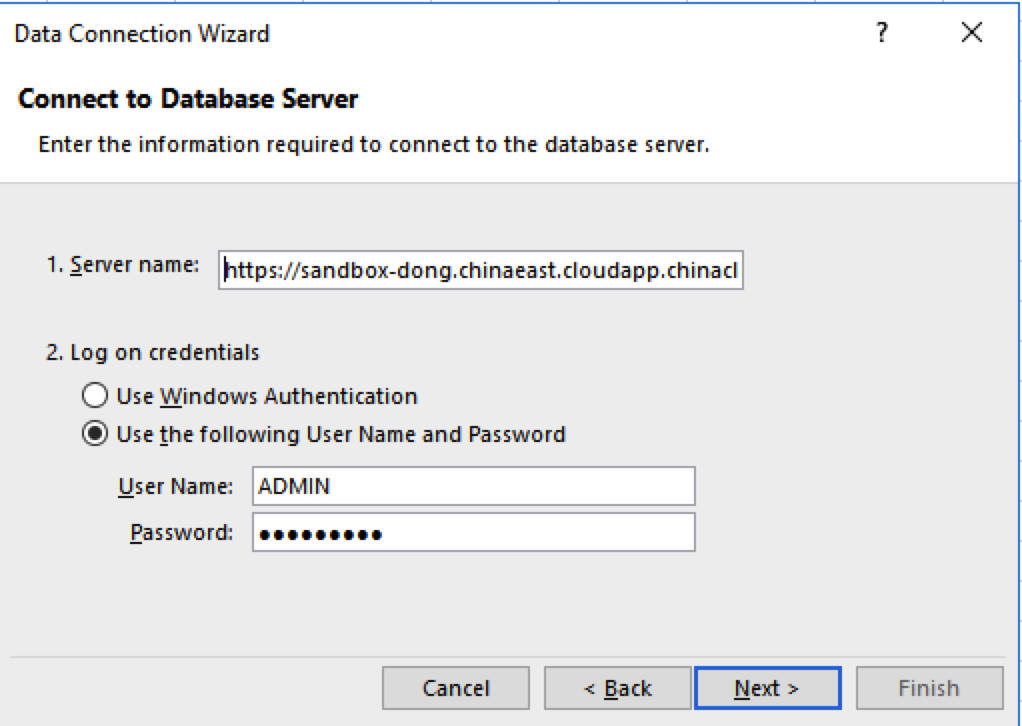 Data Connection Wizard ?
Connect to Database Server
Enter the information required to connect to the database server.
1. Server name: https://sandbox-dong.chinaeast.cloudapp.chinacl
2. Log on credentials
Use Windows Authentication
Use the following User Name and Password
User Name: ADMIN
Password: •••••••••
Cancel < Back Next > Finish